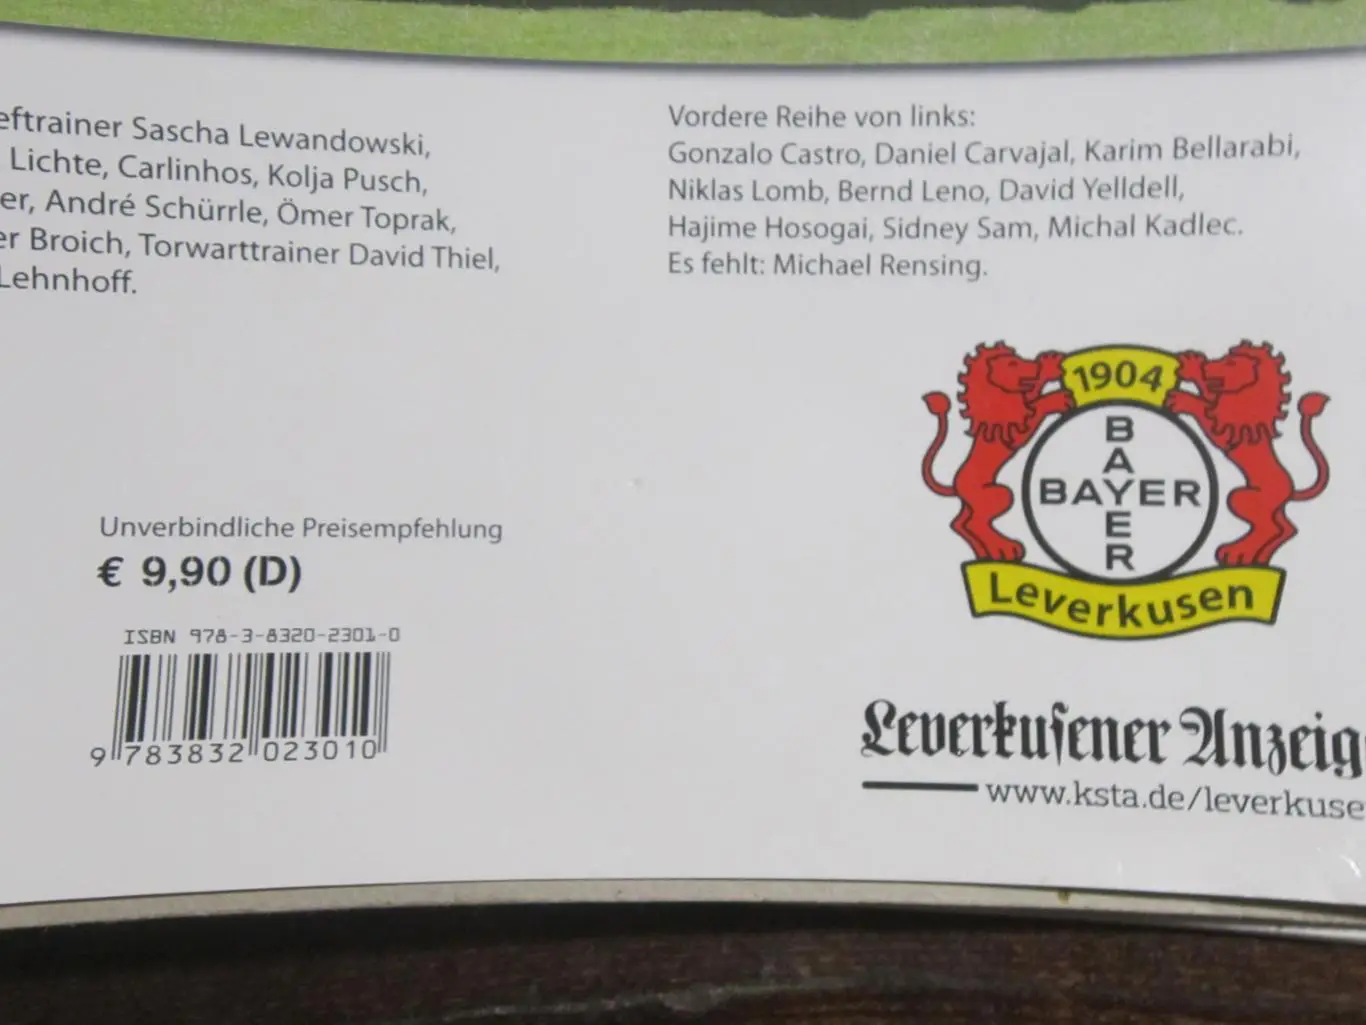 eftrainer Sascha Lewandowski,
Lichte, Carlinhos, Kolja Pusch,
er, André Schürrle, Ömer Toprak,
er Broich, Torwarttrainer David Thiel,
Lehnhoff.
Vordere Reihe von links:
Gonzalo Castro, Daniel Carvajal, Karim Bellarabi,
Niklas Lomb, Bernd Leno, David Yelldell,
Hajime Hosogai, Sidney Sam, Michal Kadlec.
Es fehlt: Michael Rensing.
1904
BAYER
BAYER
Leverkusen
Unverbindliche Preisempfehlung
€ 9,90 (D)
ISBN 978-3-8320-2301-0
9 783832 023010
Leverkusener Anzeig
www.ksta.de/leverkuse